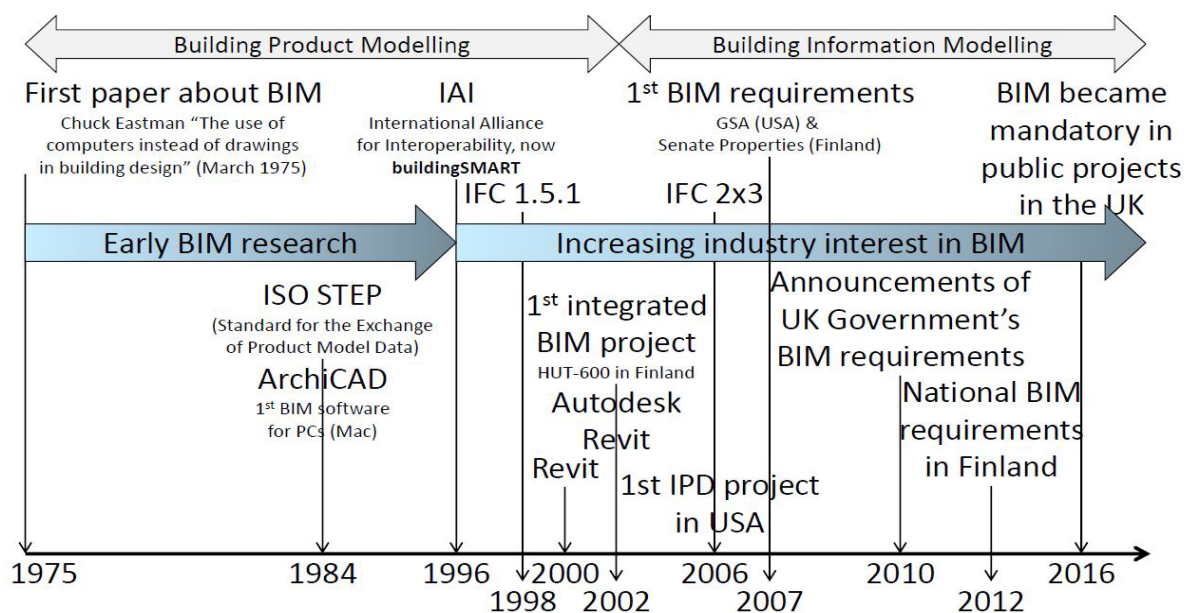 Building Product Modelling
Building Information Modelling
First paper about BIM
Chuck Eastman “The use of
computers instead of drawings
in building design” (March 1975)
IAI
International Alliance
for Interoperability, now
buildingSMART
1st BIM requirements
GSA (USA) &
Senate Properties (Finland)
BIM became
mandatory in
public projects
in the UK
IFC 1.5.1
IFC 2x3
Early BIM research
Increasing industry interest in BIM
ISO STEP
(Standard for the Exchange
of Product Model Data)
ArchiCAD
1st BIM software
for PCs (Mac)
1st integrated
BIM project
HUT-600 in Finland
Autodesk
Revit
Revit
1st IPD project
in USA
Announcements of
UK Government’s
BIM requirements
National BIM
requirements
in Finland
1975
1984
1996
1998
2000
2002
2006
2007
2010
2012
2016